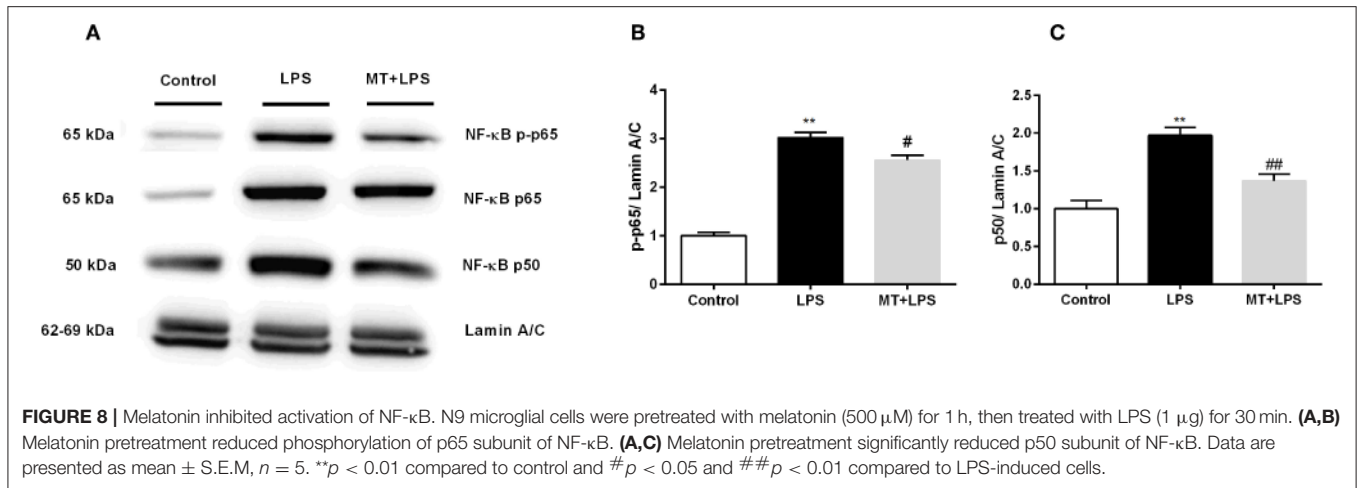 A
Control LPS MT+LPS
65 kDa NF-κB p-p65
65 kDa NF-κB p65
50 kDa NF-κB p50
62-69 kDa Lamin A/C
B
p-p65/ Lamin A/C
4
3
2
1
0
**
#
Control LPS MT+LPS
C
p50/ Lamin A/C
2.5
2.0
1.5
1.0
0.5
0.0
**
##
Control LPS MT+LPS
FIGURE 8 | Melatonin inhibited activation of NF-κB. N9 microglial cells were pretreated with melatonin (500 μM) for 1 h, then treated with LPS (1 μg) for 30 min. (A,B)
Melatonin pretreatment reduced phosphorylation of p65 subunit of NF-κB. (A,C) Melatonin pretreatment significantly reduced p50 subunit of NF-κB. Data are
presented as mean ± S.E.M, n = 5. **p < 0.01 compared to control and #p < 0.05 and ##p < 0.01 compared to LPS-induced cells.